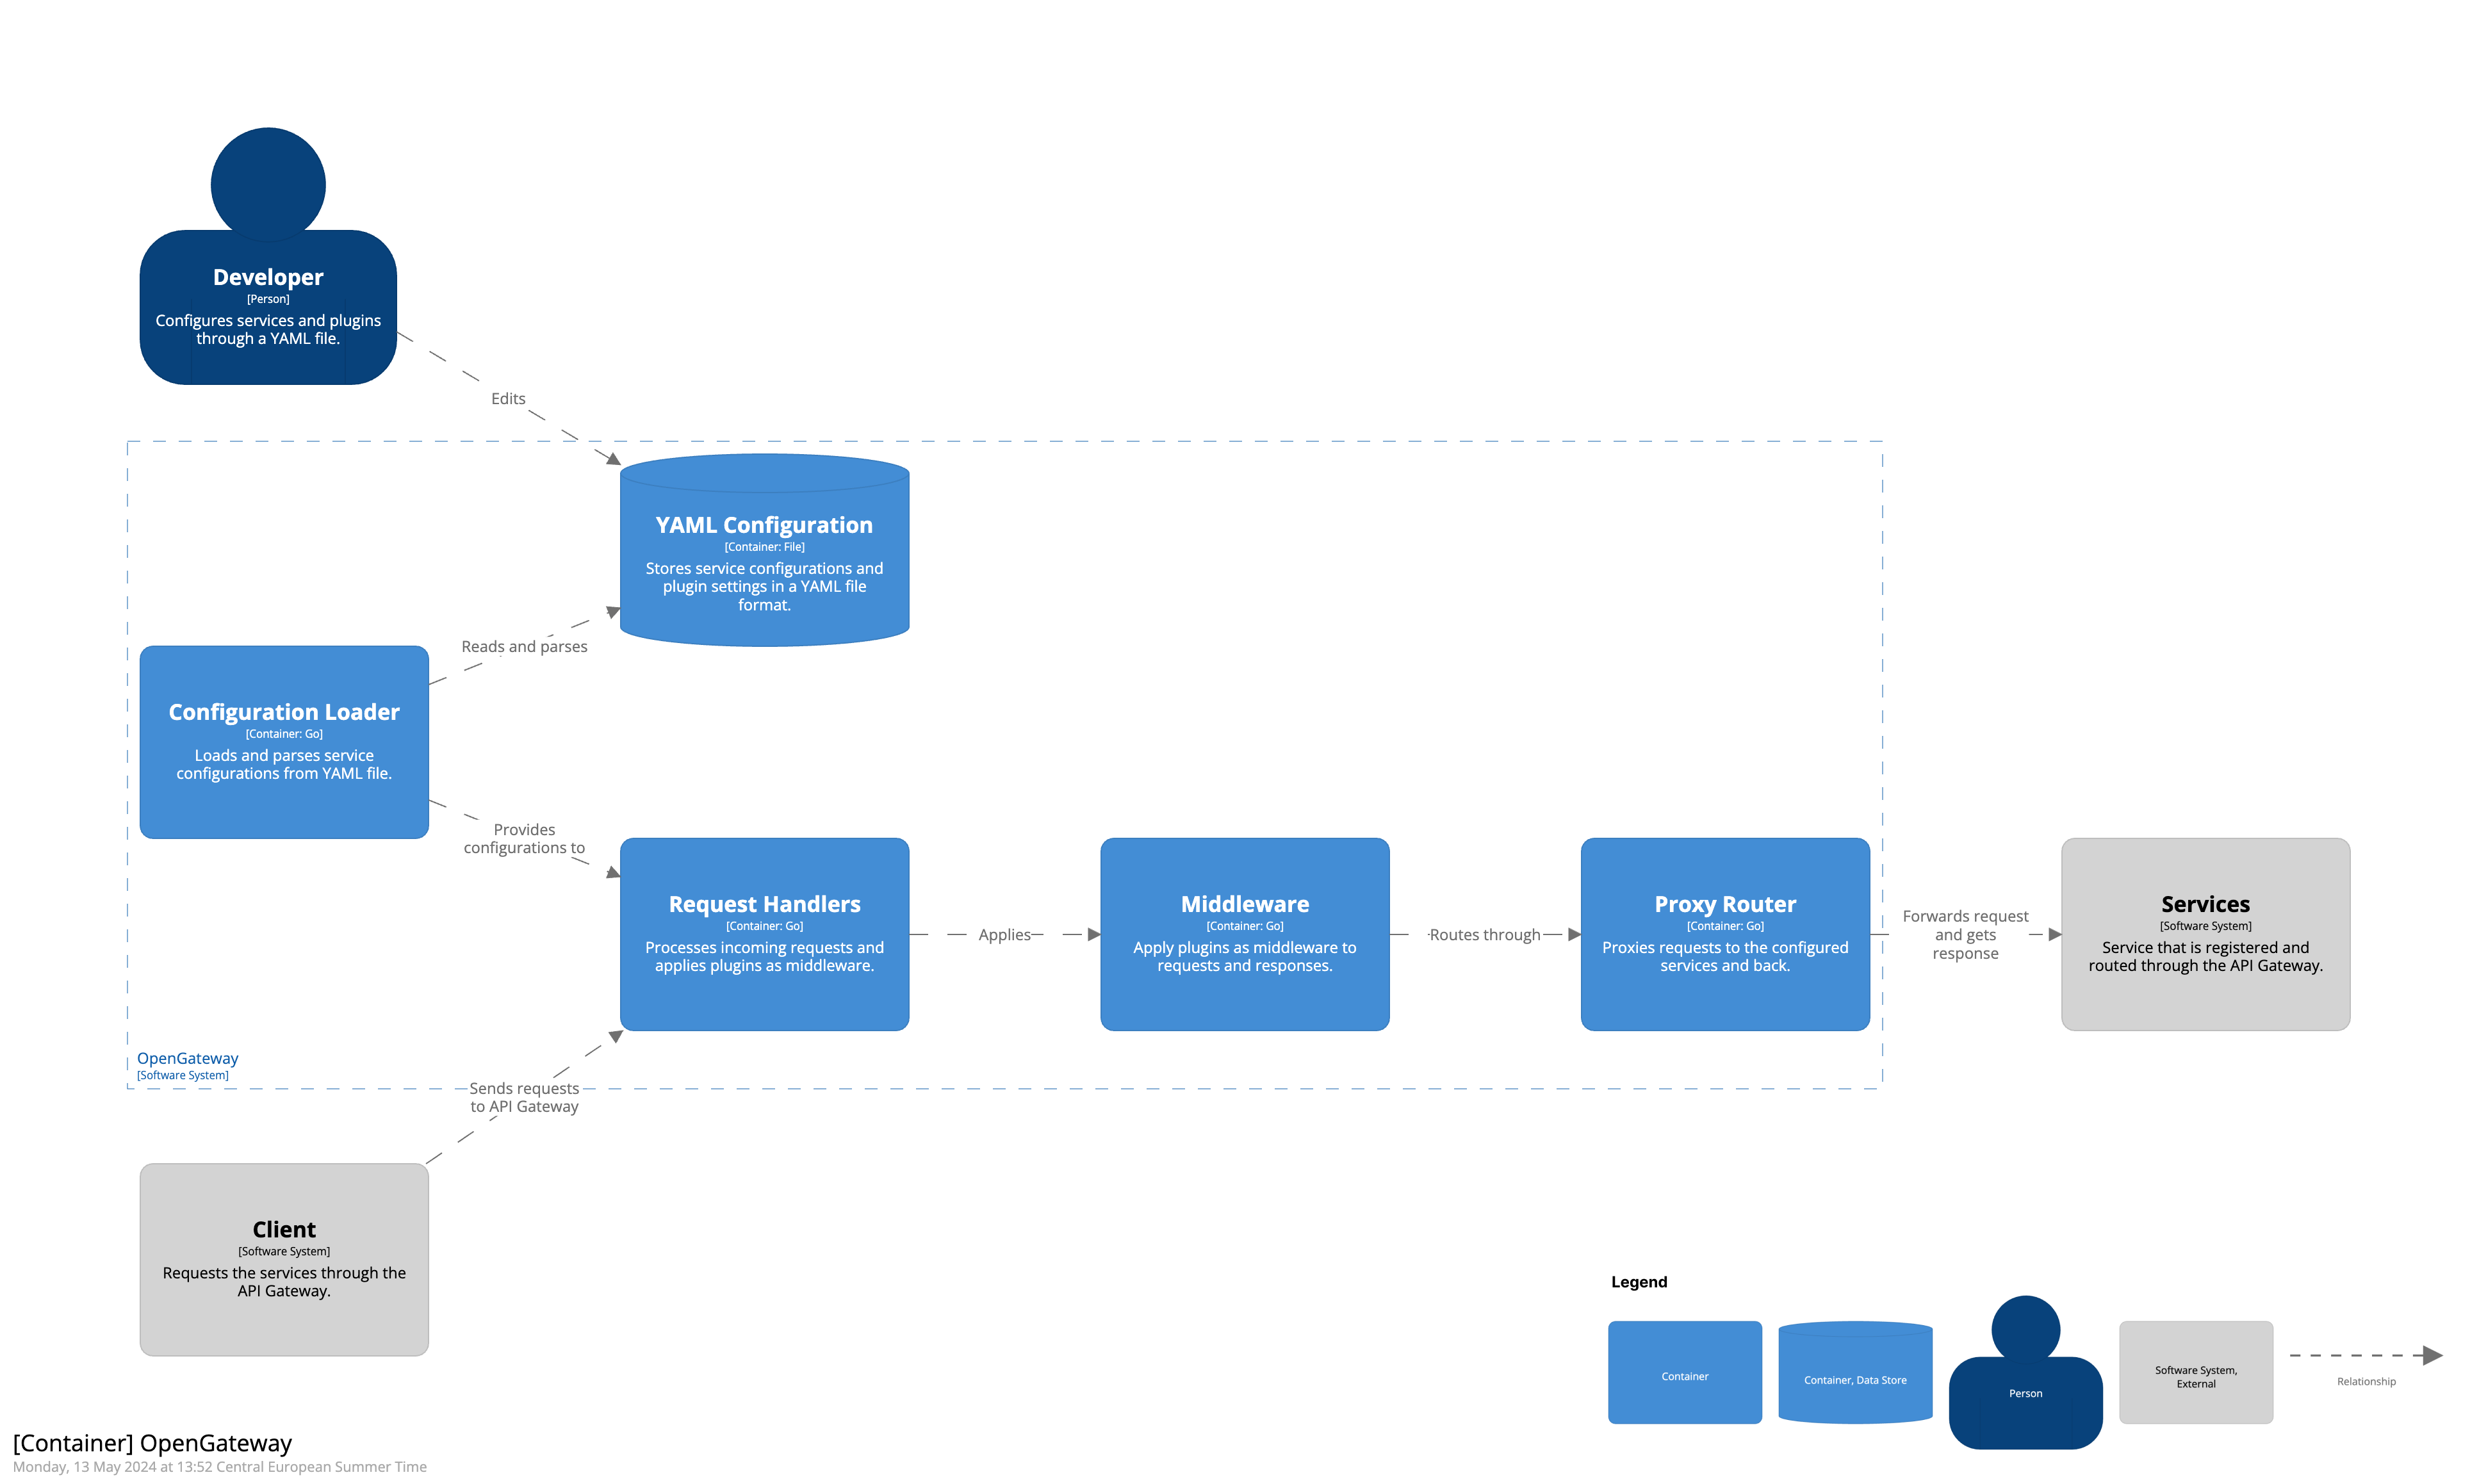 Developer
[Person]
Configures services and plugins
through a YAML file.
Edits
YAML Configuration
[Container: File]
Stores service configurations and
plugin settings in a YAML file
format.
Reads and parses
Configuration Loader
[Container: Go]
Loads and parses service
configurations from YAML file.
Provides
configurations to
Request Handlers
[Container: Go]
Processes incoming requests and
applies plugins as middleware.
Applies
Middleware
[Container: Go]
Apply plugins as middleware to
requests and responses.
Routes through
Proxy Router
[Container: Go]
Proxies requests to the configured
services and back.
Forwards request
and gets
response
Services
[Software System]
Service that is registered and
routed through the API Gateway.
OpenGateway
[Software System]
Sends requests
to API Gateway
Client
[Software System]
Requests the services through the
API Gateway.
Legend
Container
Container, Data Store
Person
Software System,
External
Relationship
[Container] OpenGateway
Monday, 13 May 2024 at 13:52 Central European Summer Time